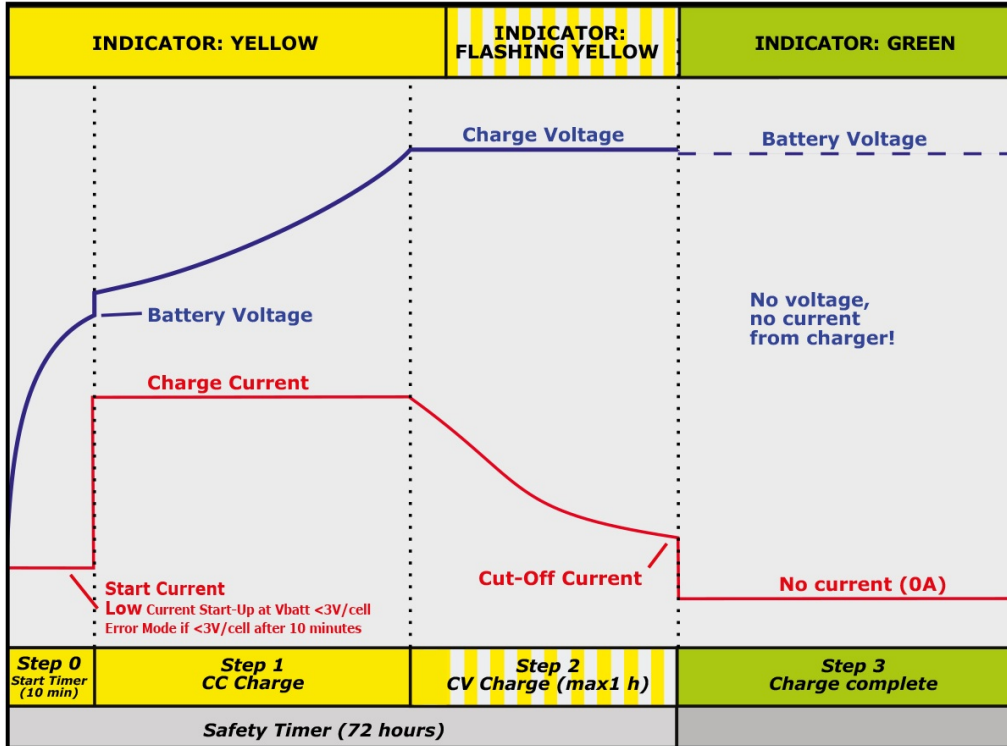 INDICATOR: YELLOW
INDICATOR:
FLASHING YELLOW
INDICATOR: GREEN
Charge Voltage
Battery Voltage
Battery Voltage
No voltage,
no current
from charger!
Charge Current
Cut-Off Current
Start Current
Low Current Start-Up at Vbatt <3V/cell
Error Mode if <3V/cell after 10 minutes
No current (0A)
Step 0
Start Timer
(10 min)
Step 1
CC Charge
Step 2
CV Charge (max1 h)
Step 3
Charge complete
Safety Timer (72 hours)